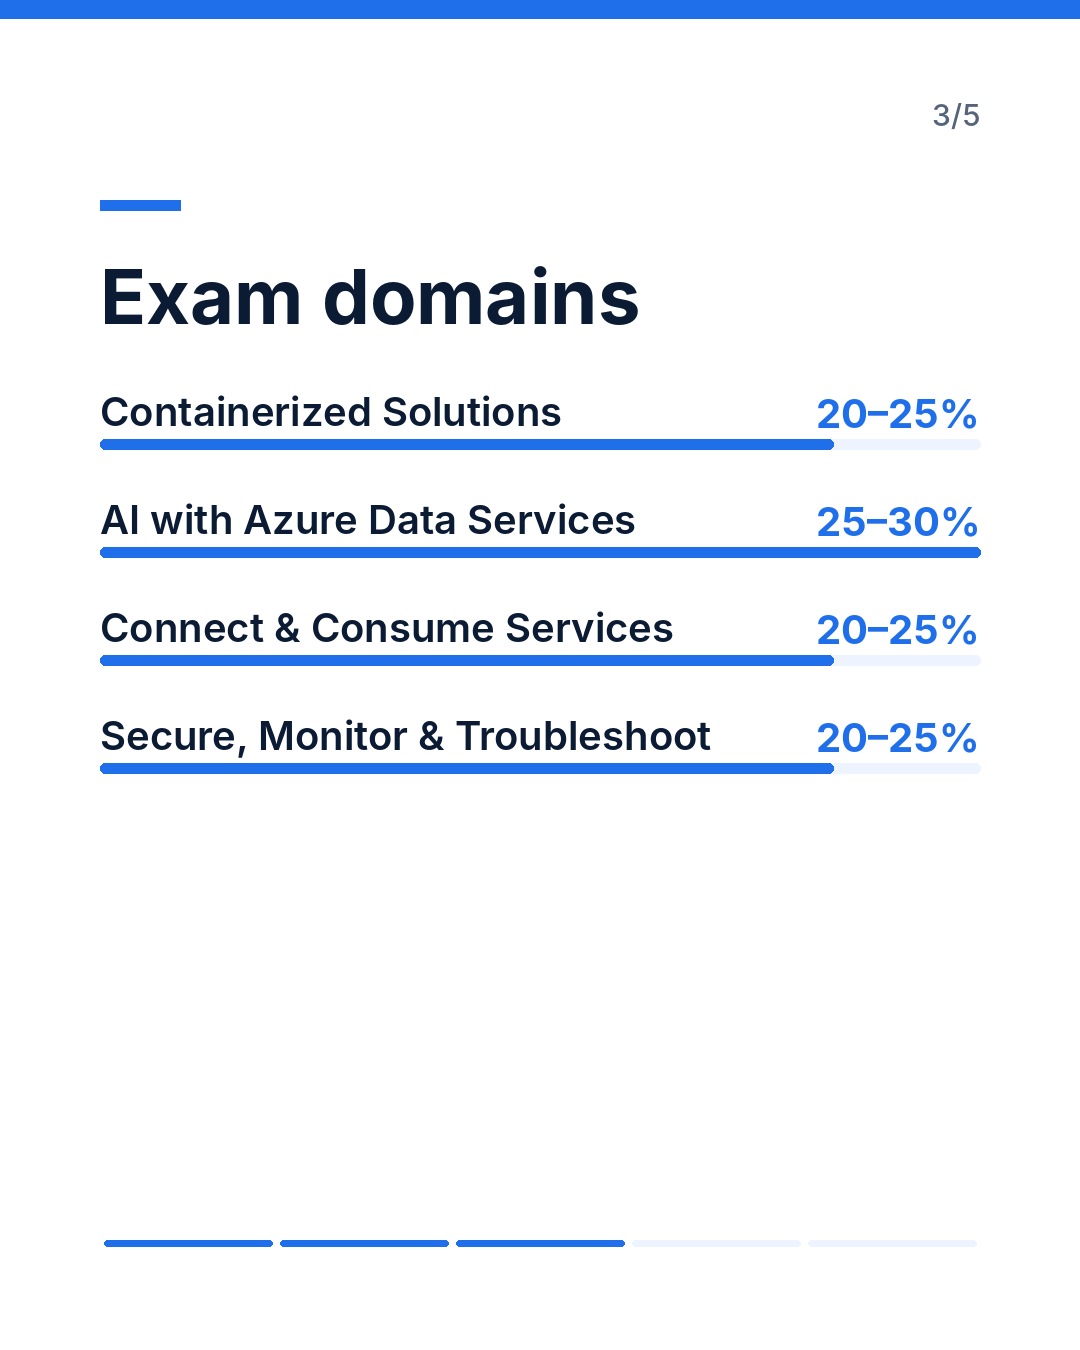 3/5
Exam domains
Containerized Solutions 20–25%
AI with Azure Data Services 25–30%
Connect & Consume Services 20–25%
Secure, Monitor & Troubleshoot 20–25%